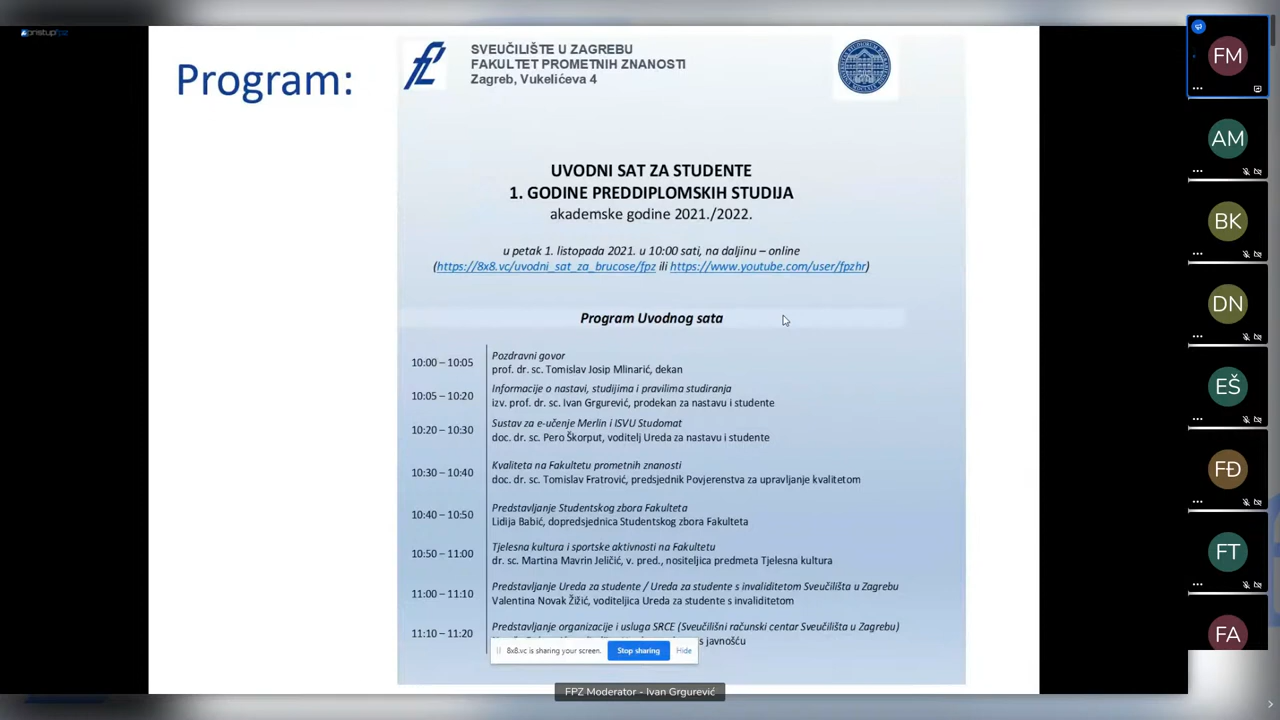 pristupfpz
Program:
SVEUČILIŠTE U ZAGREBU
FAKULTET PROMETNIH ZNANOSTI
Zagreb, Vukelićeva 4
UVODNI SAT ZA STUDENTE
1. GODINE PREDDIPLOMSKIH STUDIJA
akademske godine 2021./2022.
u petak 1. listopada 2021. u 10:00 sati, na daljinu – online
(https://8x8.vc/uvodni_sat_za_brucose/fpz ili https://www.youtube.com/user/fpzhr)
Program Uvodnog sata
10:00 – 10:05
Pozdravni govor
prof. dr. sc. Tomislav Josip Mlinarić, dekan
10:05 – 10:20
Informacije o nastavi, studijima i pravilima studiranja
izv. prof. dr. sc. Ivan Grgurević, prodekan za nastavu i studente
10:20 – 10:30
Sustav za e-učenje Merlin i ISVU Studomat
doc. dr. sc. Pero Škorput, voditelj Ureda za nastavu i studente
10:30 – 10:40
Kvaliteta na Fakultetu prometnih znanosti
doc. dr. sc. Tomislav Fratrović, predsjednik Povjerenstva za upravljanje kvalitetom
10:40 – 10:50
Predstavljanje Studentskog zbora Fakulteta
Lidija Babić, dopredsjednica Studentskog zbora Fakulteta
10:50 – 11:00
Tjelesna kultura i sportske aktivnosti na Fakultetu
dr. sc. Martina Mavrin Jeličić, v. pred., nositeljica predmeta Tjelesna kultura
11:00 – 11:10
Predstavljanje Ureda za studente / Ureda za studente s invaliditetom Sveučilišta u Zagrebu
Valentina Novak Žižić, voditeljica Ureda za studente s invaliditetom
11:10 – 11:20
Predstavljanje organizacije i usluga SRCE (Sveučilišni računski centar Sveučilišta u Zagrebu)
s javnošću
8x8.vc is sharing your screen.
Stop sharing
Hide
FPZ Moderator - Ivan Grgurević
FM
AM
BK
DN
EŠ
FĐ
FT
FA